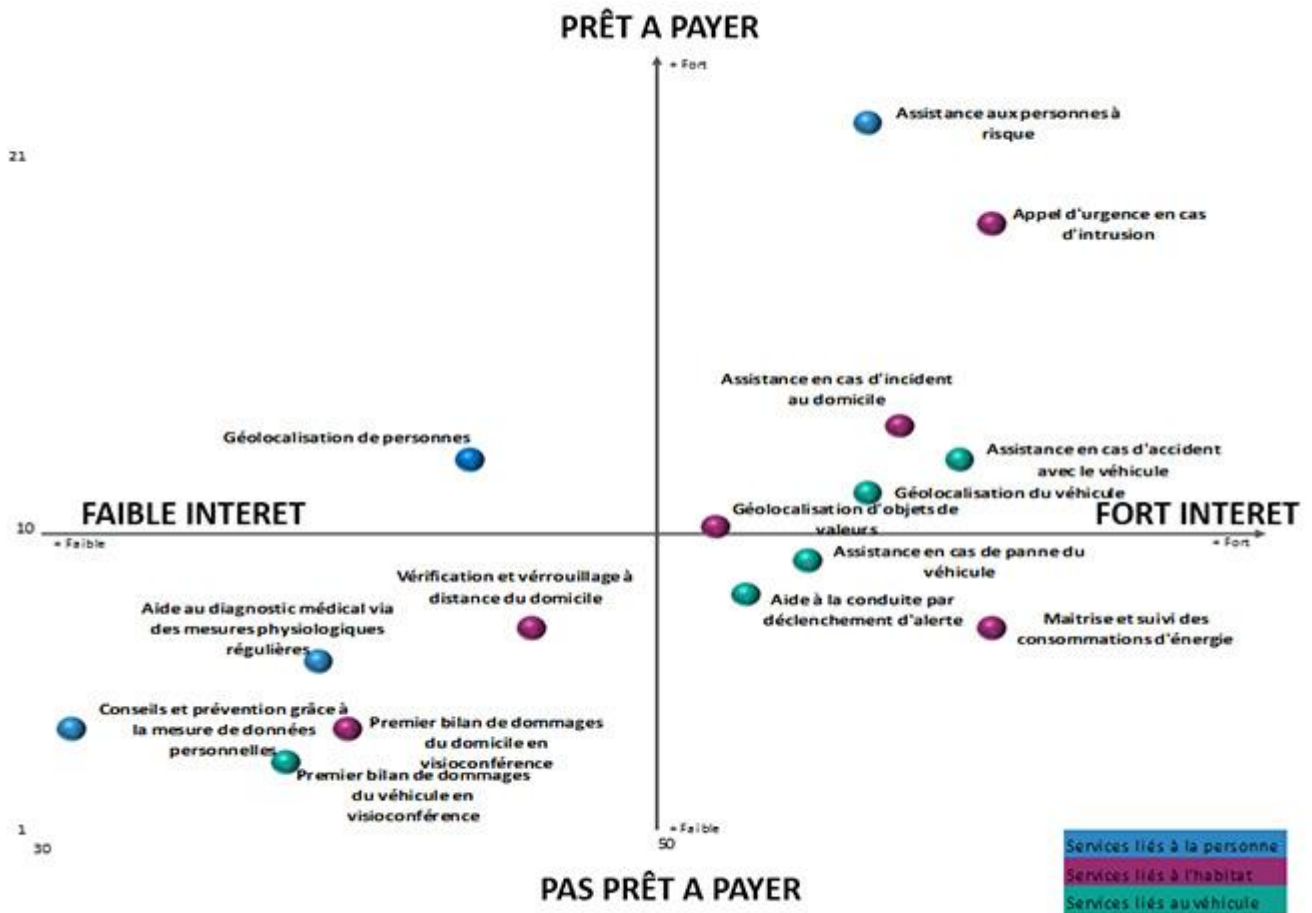 PRÊT A PAYER
+ Fort
Assistance aux personnes à
risque
21
Appel d'urgence en cas
d'intrusion
Assistance en cas d'incident
au domicile
Géolocalisation de personnes
Assistance en cas d'accident
avec le véhicule
Géolocalisation du véhicule
FAIBLE INTERET
Géolocalisation d'objets de
valeurs
FORT INTERET
10
+ Faible
+ Fort
Assistance en cas de panne du
véhicule
Vérification et vérrouillage à
distance du domicile
Aide au diagnostic médical via
des mesures physiologiques
régulières
Aide à la conduite par
déclenchement d'alerte
Maitrise et suivi des
consommations d'énergie
Conseils et prévention grâce à
la mesure de données
personnelles
Premier bilan de dommages
du domicile en
visioconférence
Premier bilan de dommages
du véhicule en
visioconférence
1
30
+ Faible
50
PAS PRÊT A PAYER
Services liés à la personne
Services liés à l'habitat
Services liés au véhicule